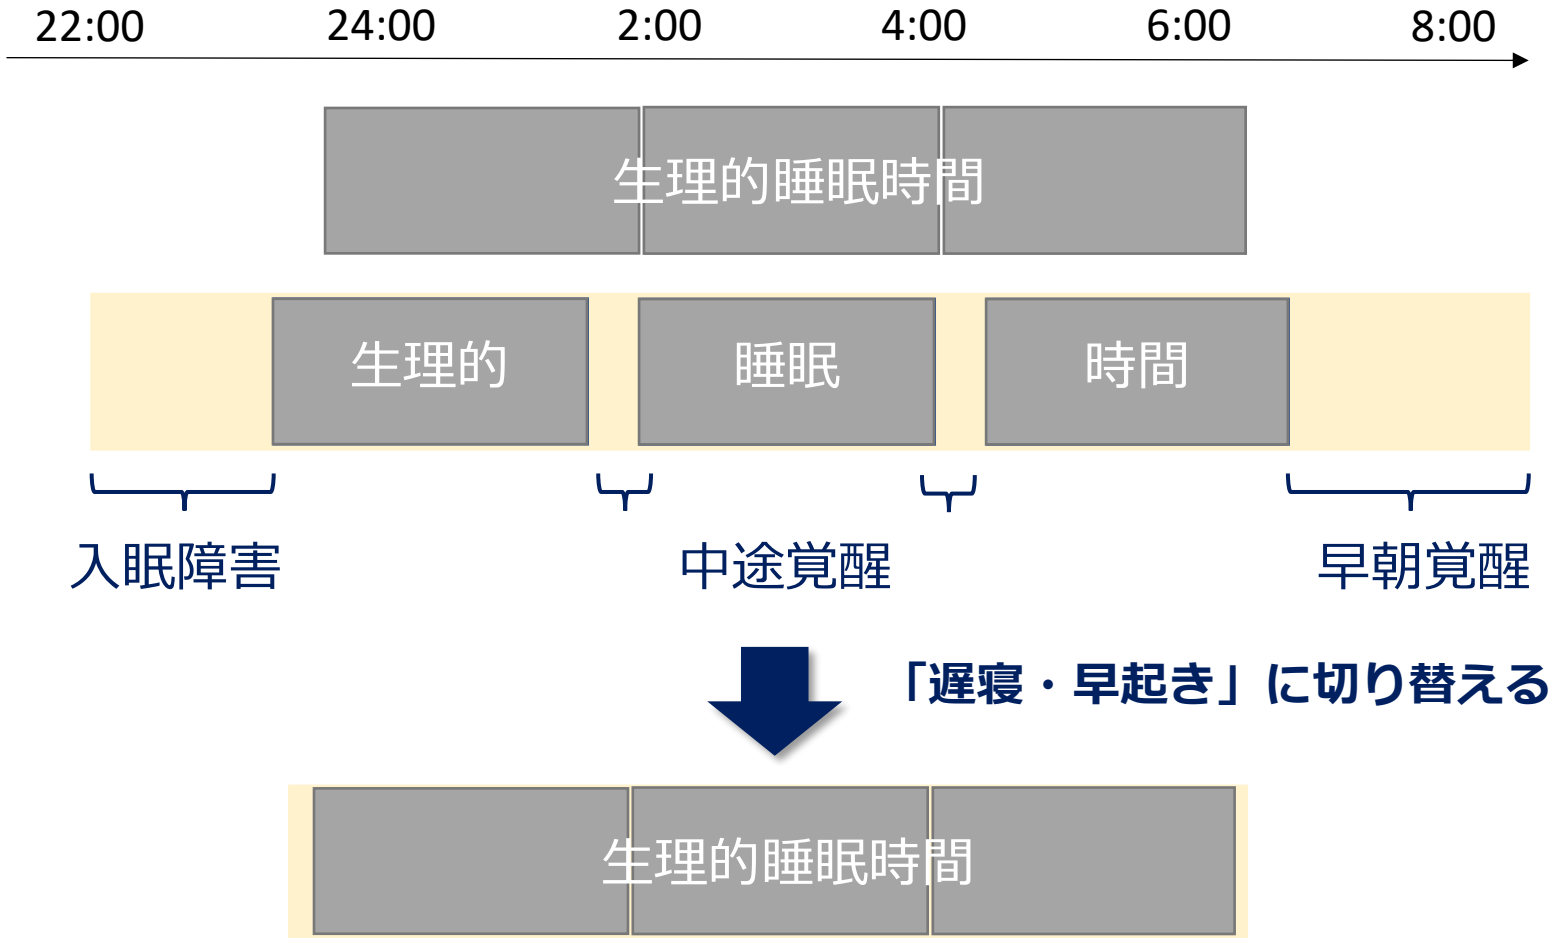 22:00 24:00 2:00 4:00 6:00 8:00
生理的睡眠時間
生理的 睡眠 時間
入眠障害 中途覚醒 早朝覚醒
「遅寝・早起き」に切り替える
生理的睡眠時間